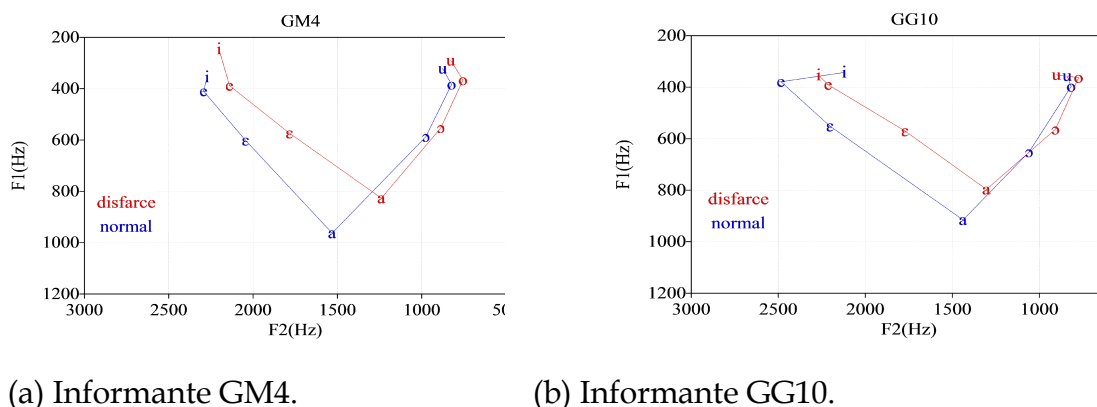 GM4
200
400
600
800
1000
1200
F1(Hz)
i
i
e
e
ɛ
ɛ
a
a
ɔ
ɔ
o
o
u
u
disfarce
normal
3000 2500 2000 1500 1000
F2(Hz)
GG10
200
400
600
800
1000
1200
F1(Hz)
i
i
e
e
ɛ
ɛ
a
a
ɔ
ɔ
o
o
u
u
disfarce
normal
3000 2500 2000 1500 1000
F2(Hz)
(a) Informante GM4.
(b) Informante GG10.